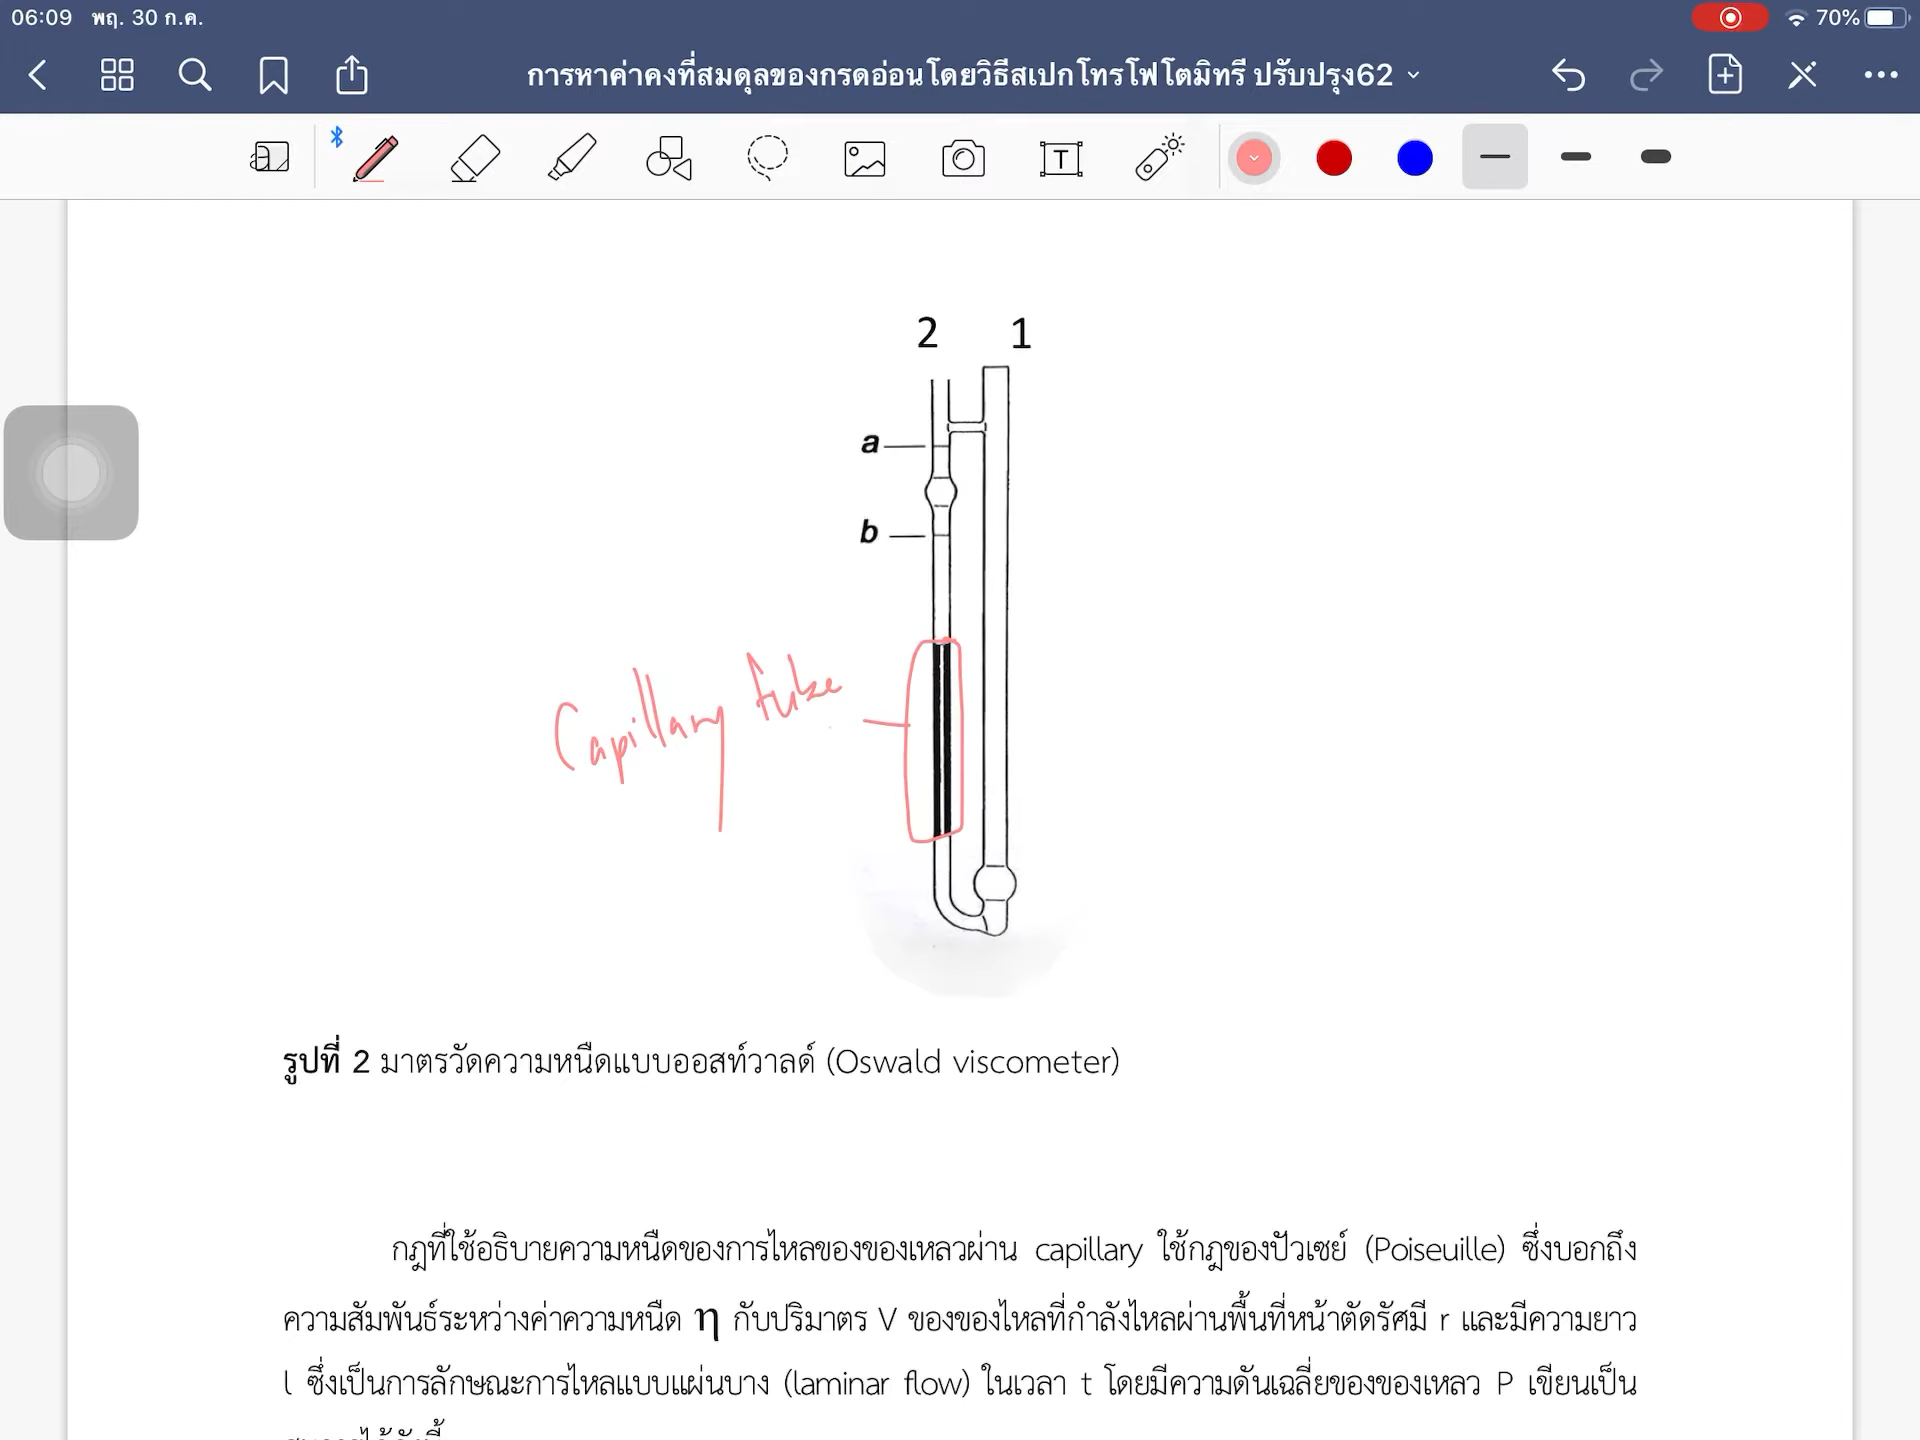 06:09 พฤ. 30 ก.ค.
70%
การหาค่าคงที่สมดุลของกรดอ่อนโดยวิธีสเปกโทรโฟโตมิทรี ปรับปรุง62
a
T
2 1
a
b
Capillary tube
รูปที่ 2 มาตรวัดความหนืดแบบออสท์วาลด์ (Oswald viscometer)
กฎที่ใช้อธิบายความหนืดของการไหลของของเหลวผ่าน capillary ใช้กฎของปัวเซย์ (Poiseuille) ซึ่งบอกถึง
ความสัมพันธ์ระหว่างค่าความหนืด η กับปริมาตร V ของของไหลที่กำลังไหลผ่านพื้นที่หน้าตัดรัศมี r และมีความยาว
l ซึ่งเป็นการลักษณะการไหลแบบแผ่นบาง (laminar flow) ในเวลา t โดยมีความดันเฉลี่ยของของเหลว P เขียนเป็น